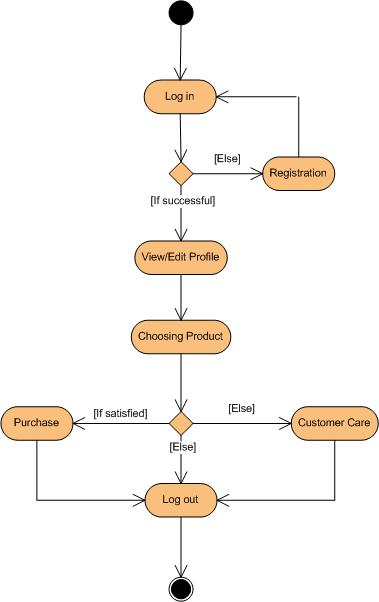 Log in
[Else]
Registration
[If successful]
View/Edit Profile
Choosing Product
[If satisfied]
[Else]
Purchase
Customer Care
[Else]
Log out